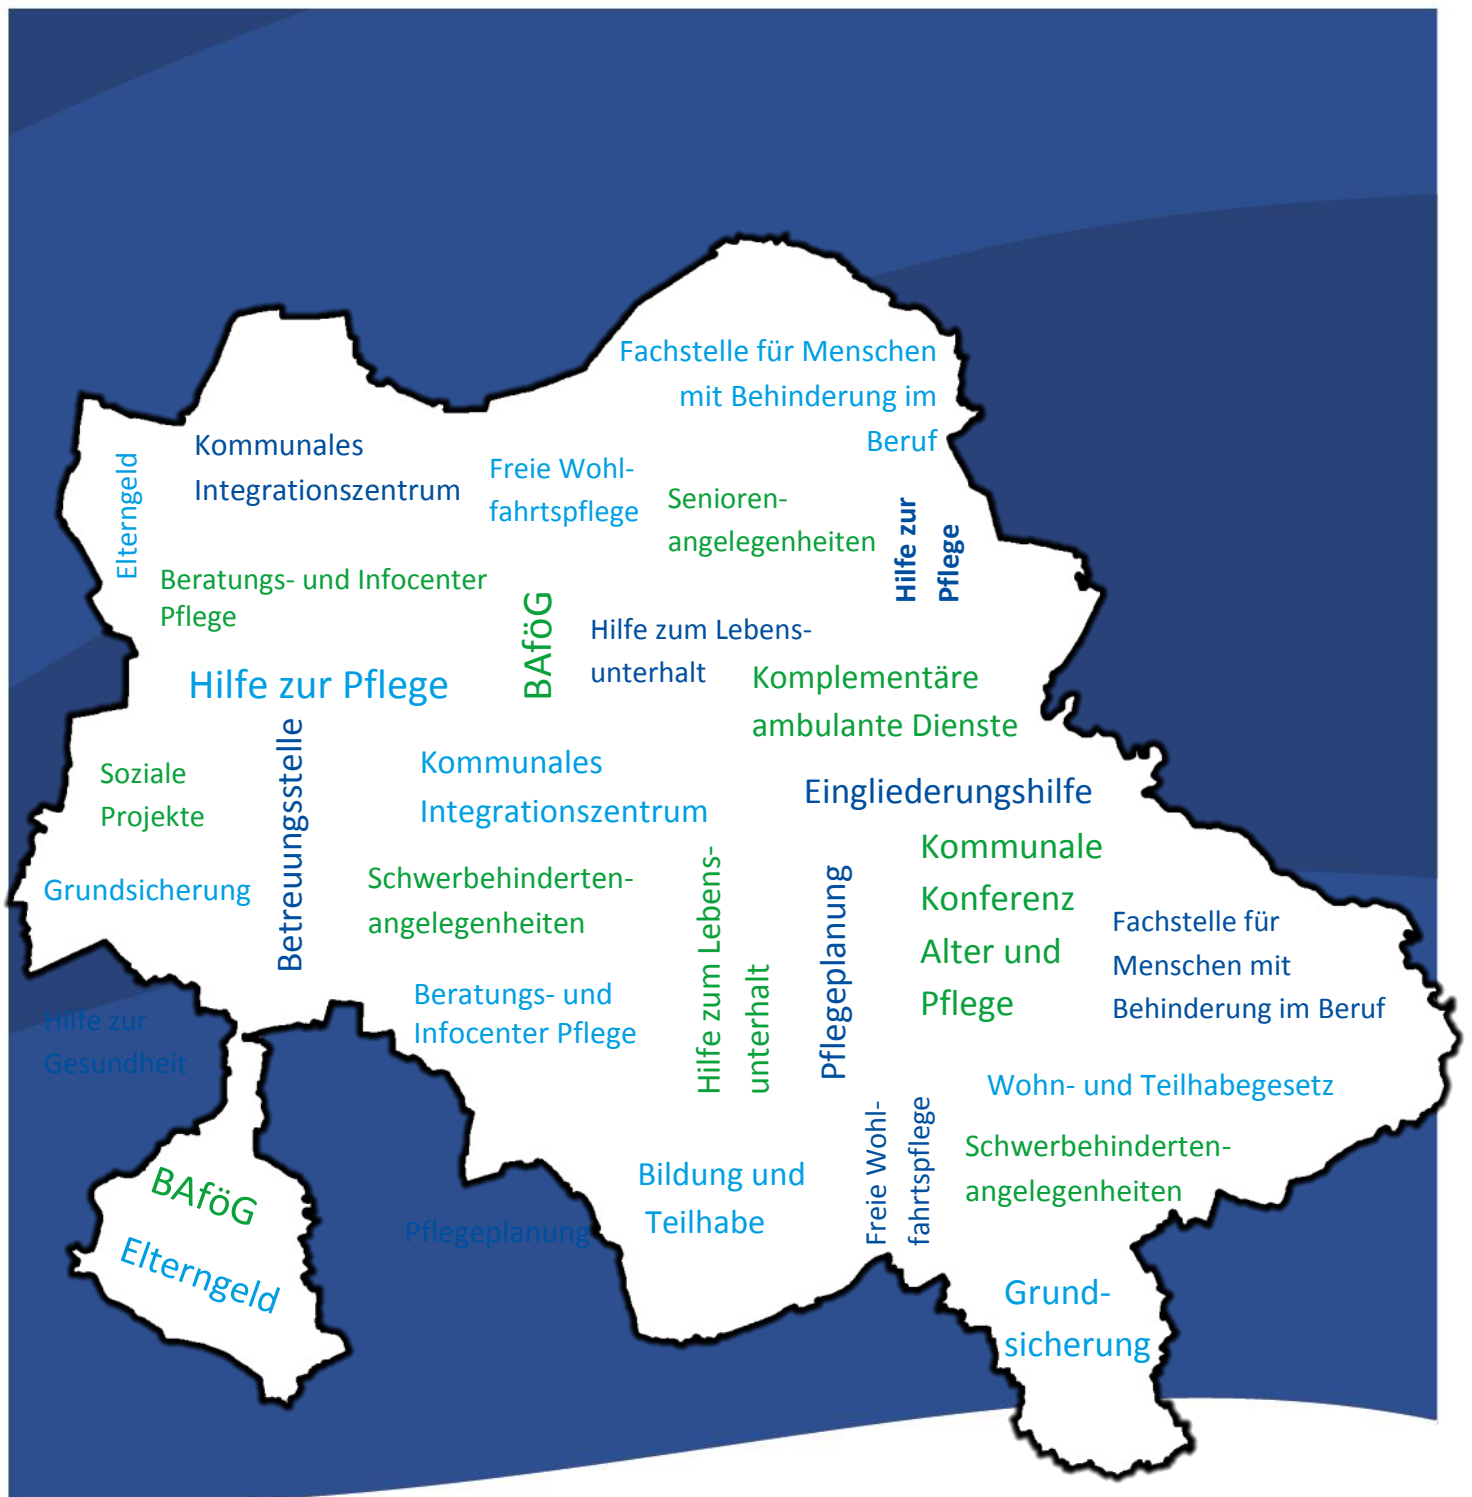 Fachstelle für Menschen
mit Behinderung im
Beruf
Kommunales
Integrationszentrum
Elterngeld
Freie Wohl-
fahrtspflege
Senioren-
angelegenheiten
Hilfe zur
Pflege
Beratungs- und Infocenter
Pflege
BAföG
Hilfe zum Lebens-
unterhalt
Hilfe zur Pflege
Komplementäre
ambulante Dienste
Betreuungsstelle
Soziale
Projekte
Kommunales
Integrationszentrum
Eingliederungshilfe
Grundsicherung
Schwerbehinderten-
angelegenheiten
Hilfe zum Lebens-
unterhalt
Pflegeplanung
Kommunale
Konferenz
Alter und
Pflege
Fachstelle für
Menschen mit
Behinderung im Beruf
Beratungs- und
Infocenter Pflege
Hilfe zur
Gesundheit
Wohn- und Teilhabegesetz
Freie Wohl-
fahrtspflege
Schwerbehinderten-
angelegenheiten
Bildung und
Teilhabe
BAföG
Elterngeld
Pflegeplanung
Grund-
sicherung